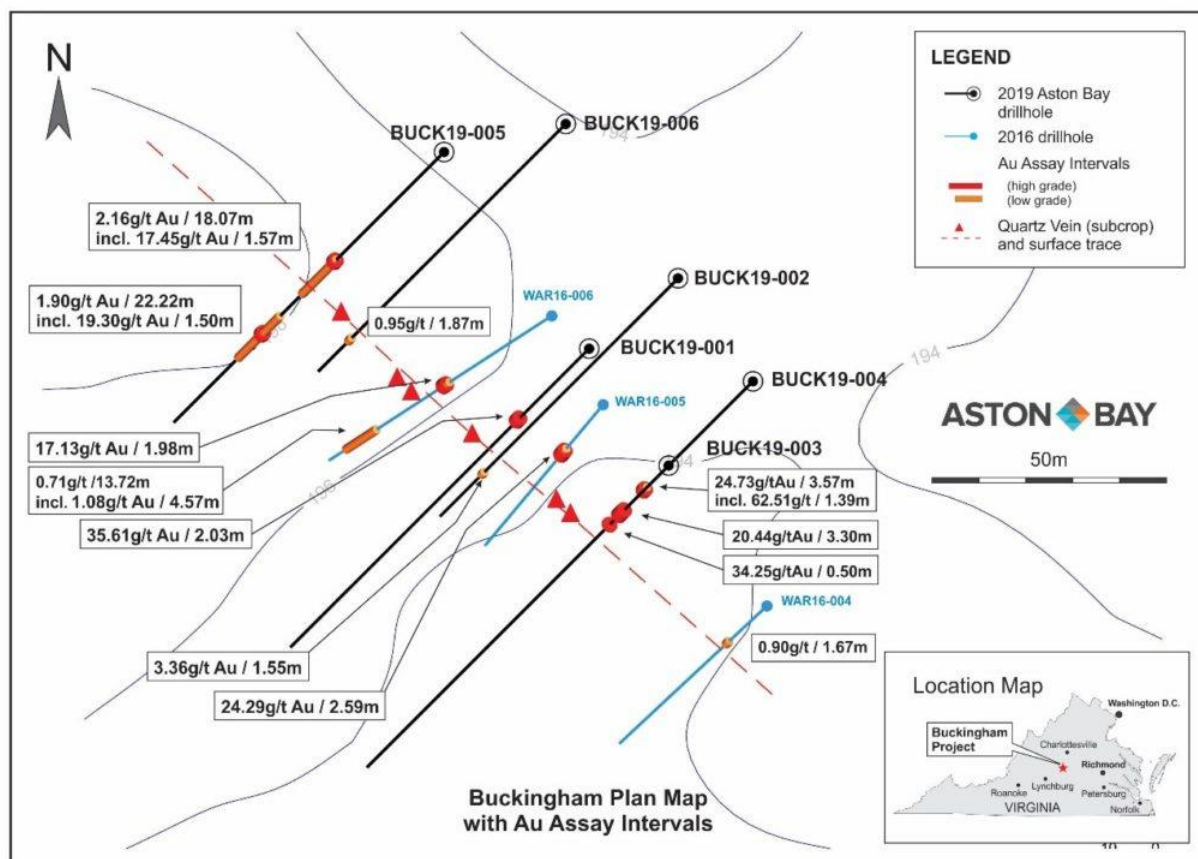 N
BUCK19-005
BUCK19-006
194
2.16g/t Au / 18.07m
incl. 17.45g/t Au / 1.57m
1.90g/t Au / 22.22m
incl. 19.30g/t Au / 1.50m
0.95g/t / 1.87m
WAR16-006
BUCK19-002
BUCK19-001
194
BUCK19-004
WAR16-005
17.13g/t Au / 1.98m
0.71g/t /13.72m
incl. 1.08g/t Au / 4.57m
196
35.61g/t Au / 2.03m
BUCK19-003
24.73g/tAu / 3.57m
incl. 62.51g/t / 1.39m
20.44g/tAu / 3.30m
34.25g/tAu / 0.50m
WAR16-004
0.90g/t / 1.67m
3.36g/t Au / 1.55m
24.29g/t Au / 2.59m
Buckingham Plan Map
with Au Assay Intervals
LEGEND
2019 Aston Bay
drillhole
2016 drillhole
Au Assay Intervals
(high grade)
(low grade)
Quartz Vein (subcrop)
and surface trace
ASTON BAY
50m
Location Map
Washington D.C.
Buckingham
Project
Charlottesville
Richmond
Lynchburg
Roanoke
Petersburg
VIRGINIA
Norfolk